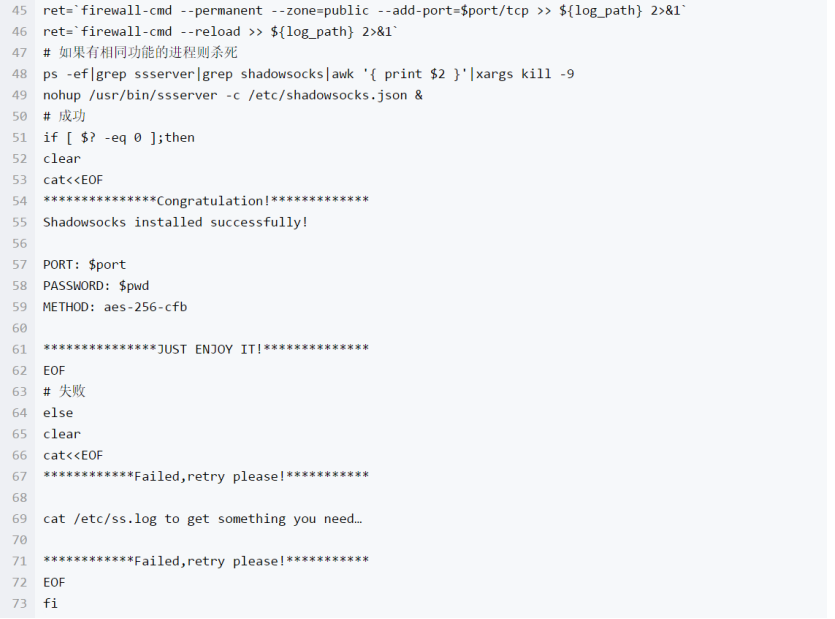 45 ret=`firewall-cmd --permanent --zone=public --add-port=$port/tcp >> ${log_path} 2>&1`
46 ret=`firewall-cmd --reload >> ${log_path} 2>&1`
47 # 如果有相同功能的进程则杀死
48 ps -ef|grep ssserver|grep shadowsocks|awk '{ print $2 }'|xargs kill -9
49 nohup /usr/bin/ssserver -c /etc/shadowsocks.json &
50 # 成功
51 if [ $? -eq 0 ];then
52 clear
53 cat<<EOF
54 ***************Congratulation!*************
55 Shadowsocks installed successfully!
56
57 PORT: $port
58 PASSWORD: $pwd
59 METHOD: aes-256-cfb
60
61 ***************JUST ENJOY IT!**************
62 EOF
63 # 失败
64 else
65 clear
66 cat<<EOF
67 ************Failed,retry please!***********
68
69 cat /etc/ss.log to get something you need…
70
71 ************Failed,retry please!***********
72 EOF
73 fi